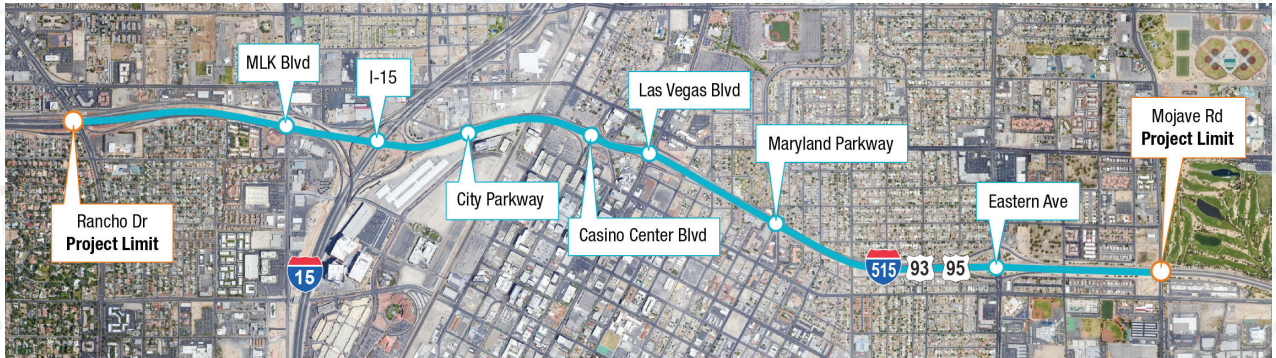 MLK Blvd
I-15
Las Vegas Blvd
Mojave Rd
Project Limit
Maryland Parkway
Rancho Dr
Project Limit
City Parkway
Casino Center Blvd
Eastern Ave
15
515
93
95